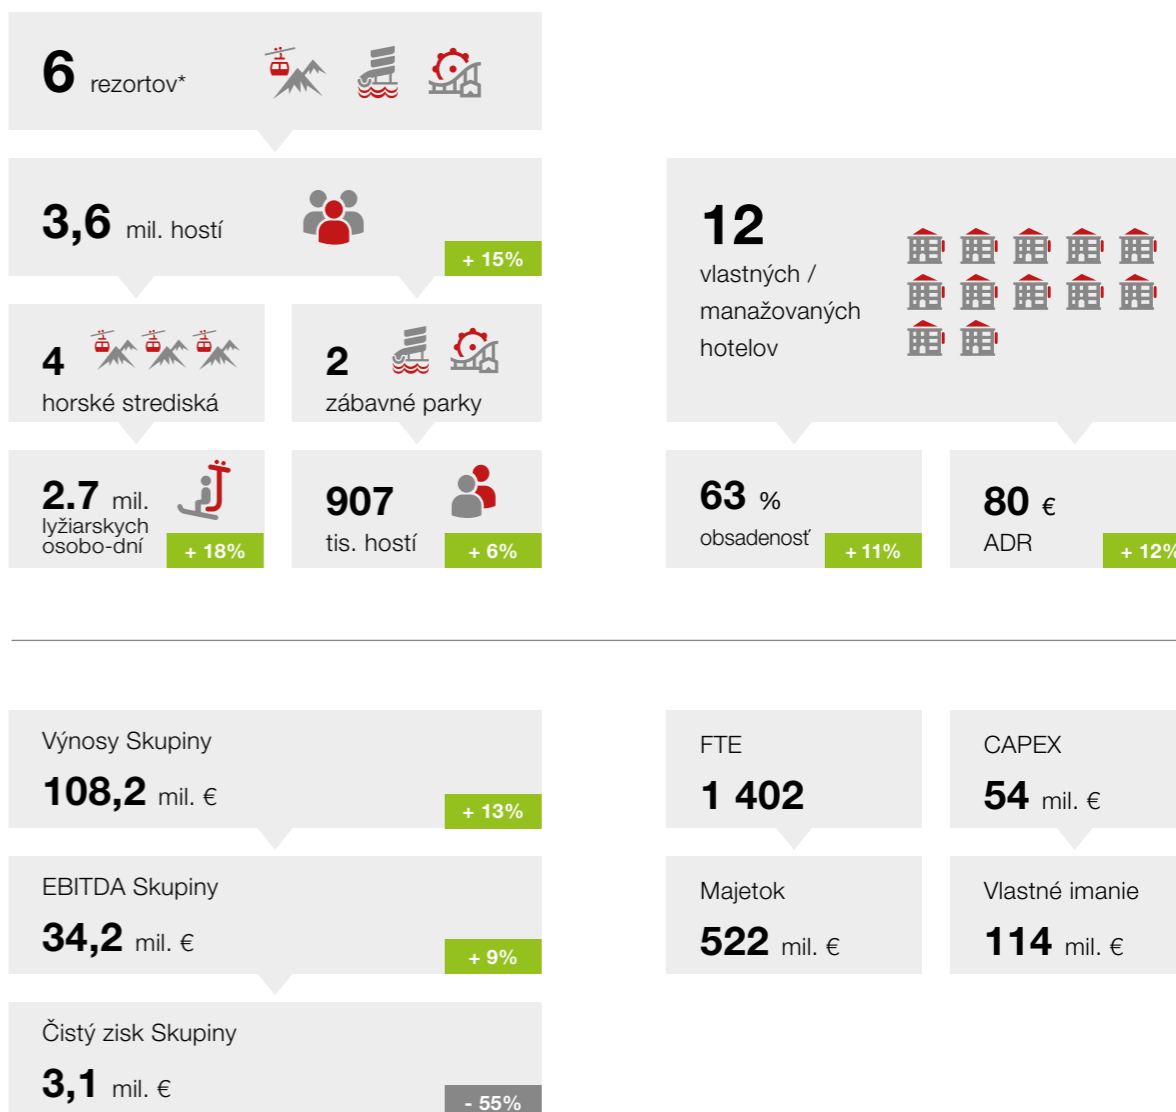 6 rezortov*
3,6 mil. hostí
+ 15%
4
horské strediská
2
zábavné parky
2.7 mil.
lyžiarskych
osobo-dní
+ 18%
907
tis. hostí
+ 6%
12
vlastných /
manažovaných
hotelov
63 %
obsadenosť
+ 11%
80 €
ADR
+ 12%
Výnosy Skupiny
108,2 mil. €
+ 13%
EBITDA Skupiny
34,2 mil. €
+ 9%
Čistý zisk Skupiny
3,1 mil. €
- 55%
FTE
1 402
CAPEX
54 mil. €
Majetok
522 mil. €
Vlastné imanie
114 mil. €